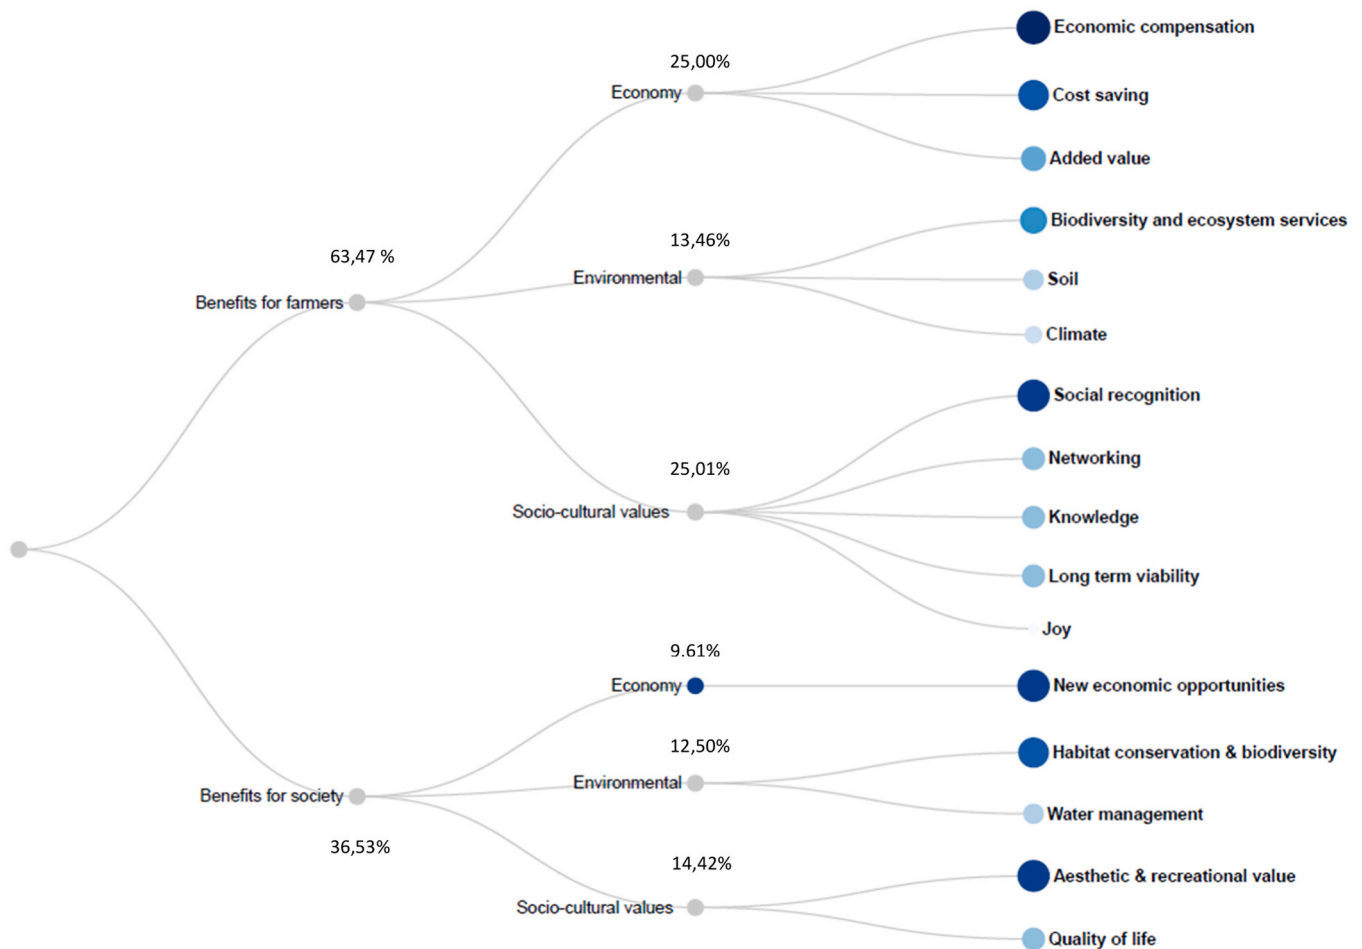 Economic compensation
25,00%
Economy
Cost saving
Added value
Biodiversity and ecosystem services
13,46%
63,47 %
Environmental
Soil
Benefits for farmers
Climate
Social recognition
Networking
25,01%
Socio-cultural values
Knowledge
Long term viability
Joy
9.61%
Economy
New economic opportunities
12,50%
Habitat conservation & biodiversity
Environmental
Benefits for society
Water management
36,53%
14,42%
Aesthetic & recreational value
Socio-cultural values
Quality of life